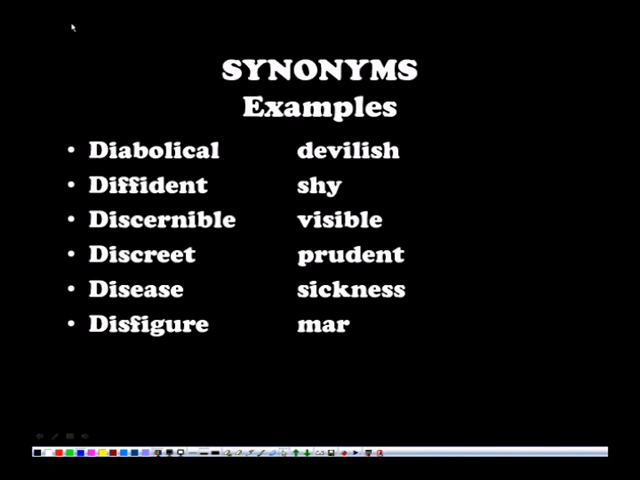 SYNONYMS
Examples
• Diabolical devilish
• Diffident shy
• Discernible visible
• Discreet prudent
• Disease sickness
• Disfigure mar